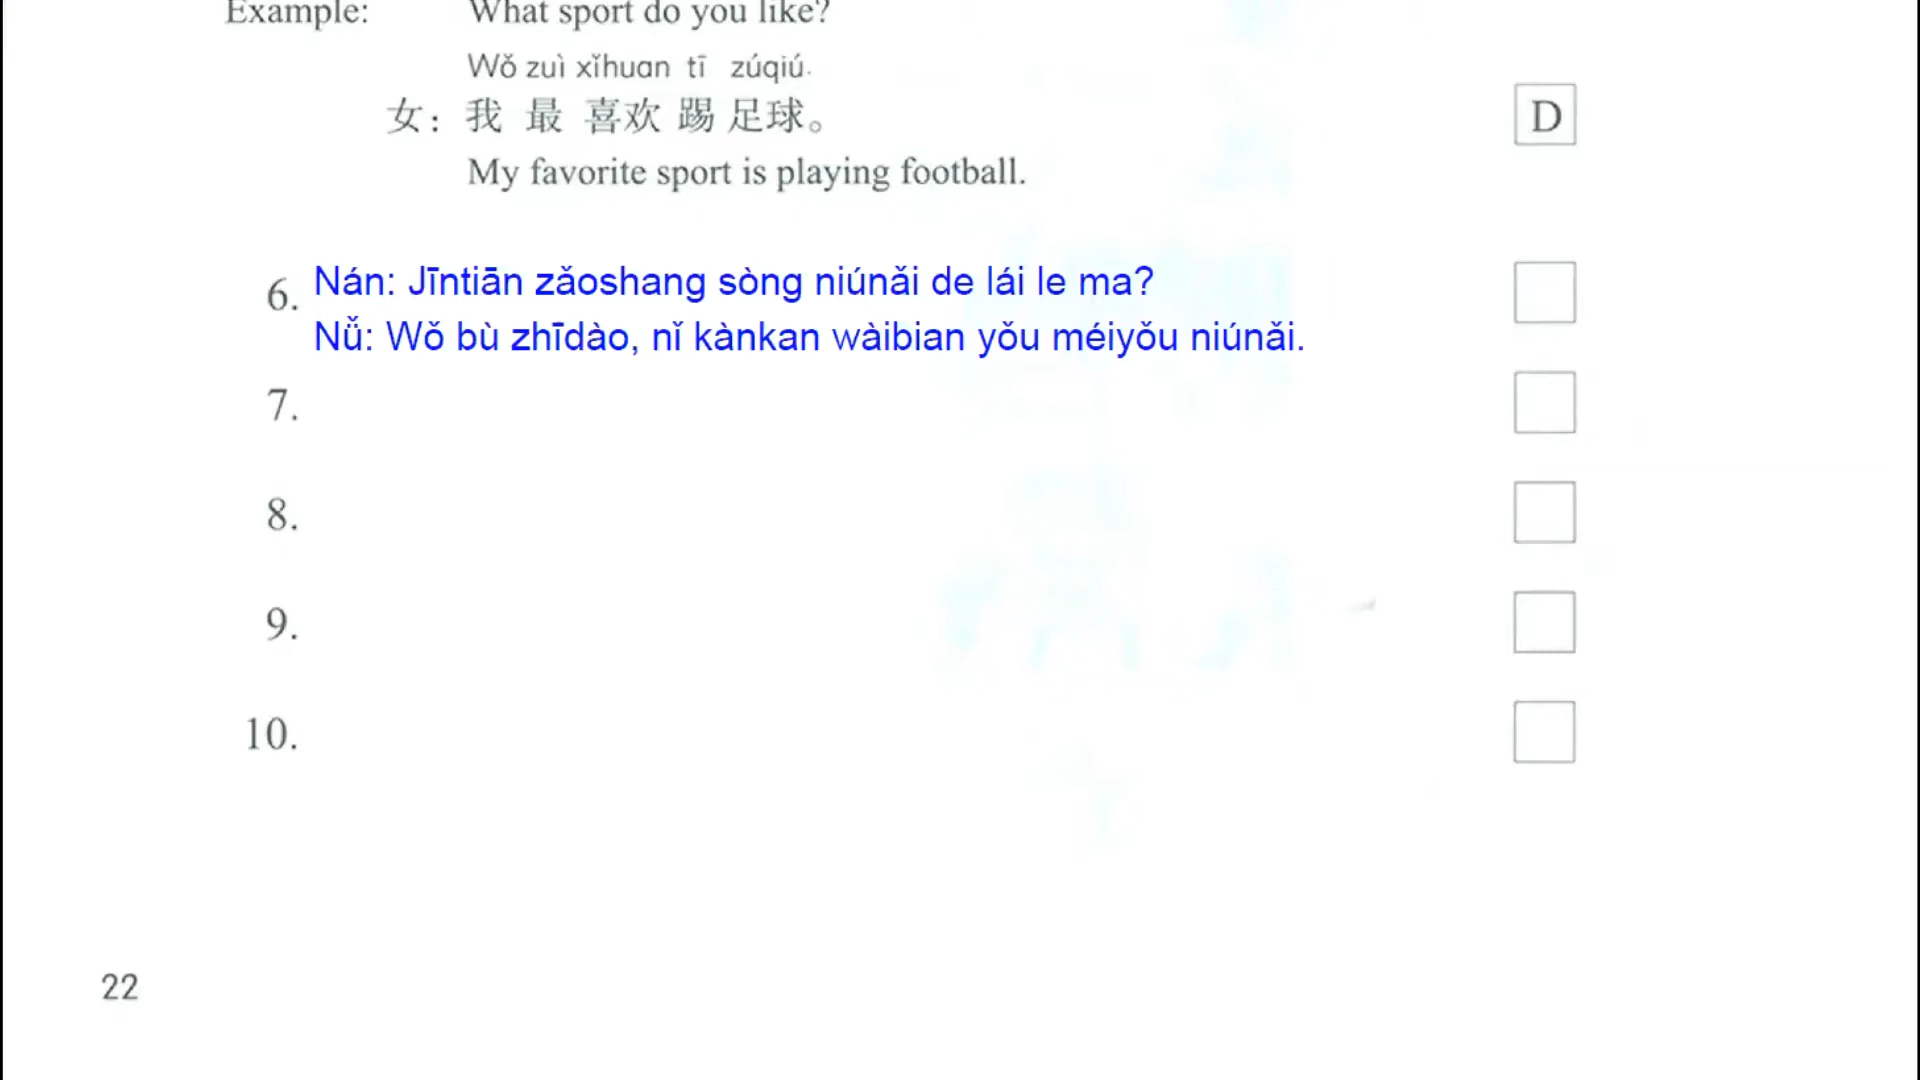 Example: What sport do you like?
Wǒ zuì xǐhuan tī zúqiú.
女：我 最 喜欢 踢 足球。
D
My favorite sport is playing football.
6. Nán: Jīntiān zǎoshang sòng niúnǎi de lái le ma?
Nǚ: Wǒ bù zhīdào, nǐ kànkan wàibian yǒu méiyǒu niúnǎi.
7.
8.
9.
10.
22